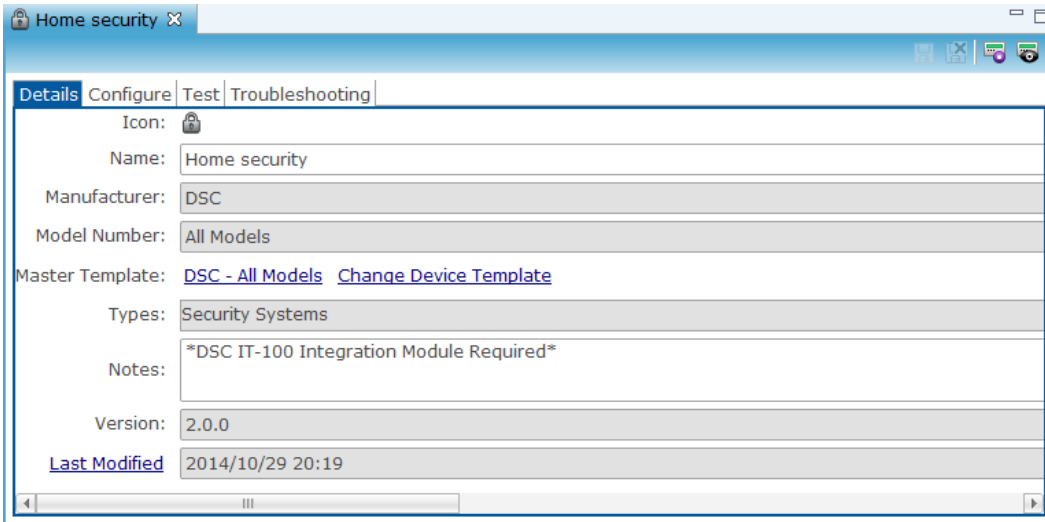 Home security
Details Configure Test Troubleshooting
Icon:
Name: Home security
Manufacturer: DSC
Model Number: All Models
Master Template: DSC - All Models Change Device Template
Types: Security Systems
Notes: *DSC IT-100 Integration Module Required*
Version: 2.0.0
Last Modified 2014/10/29 20:19